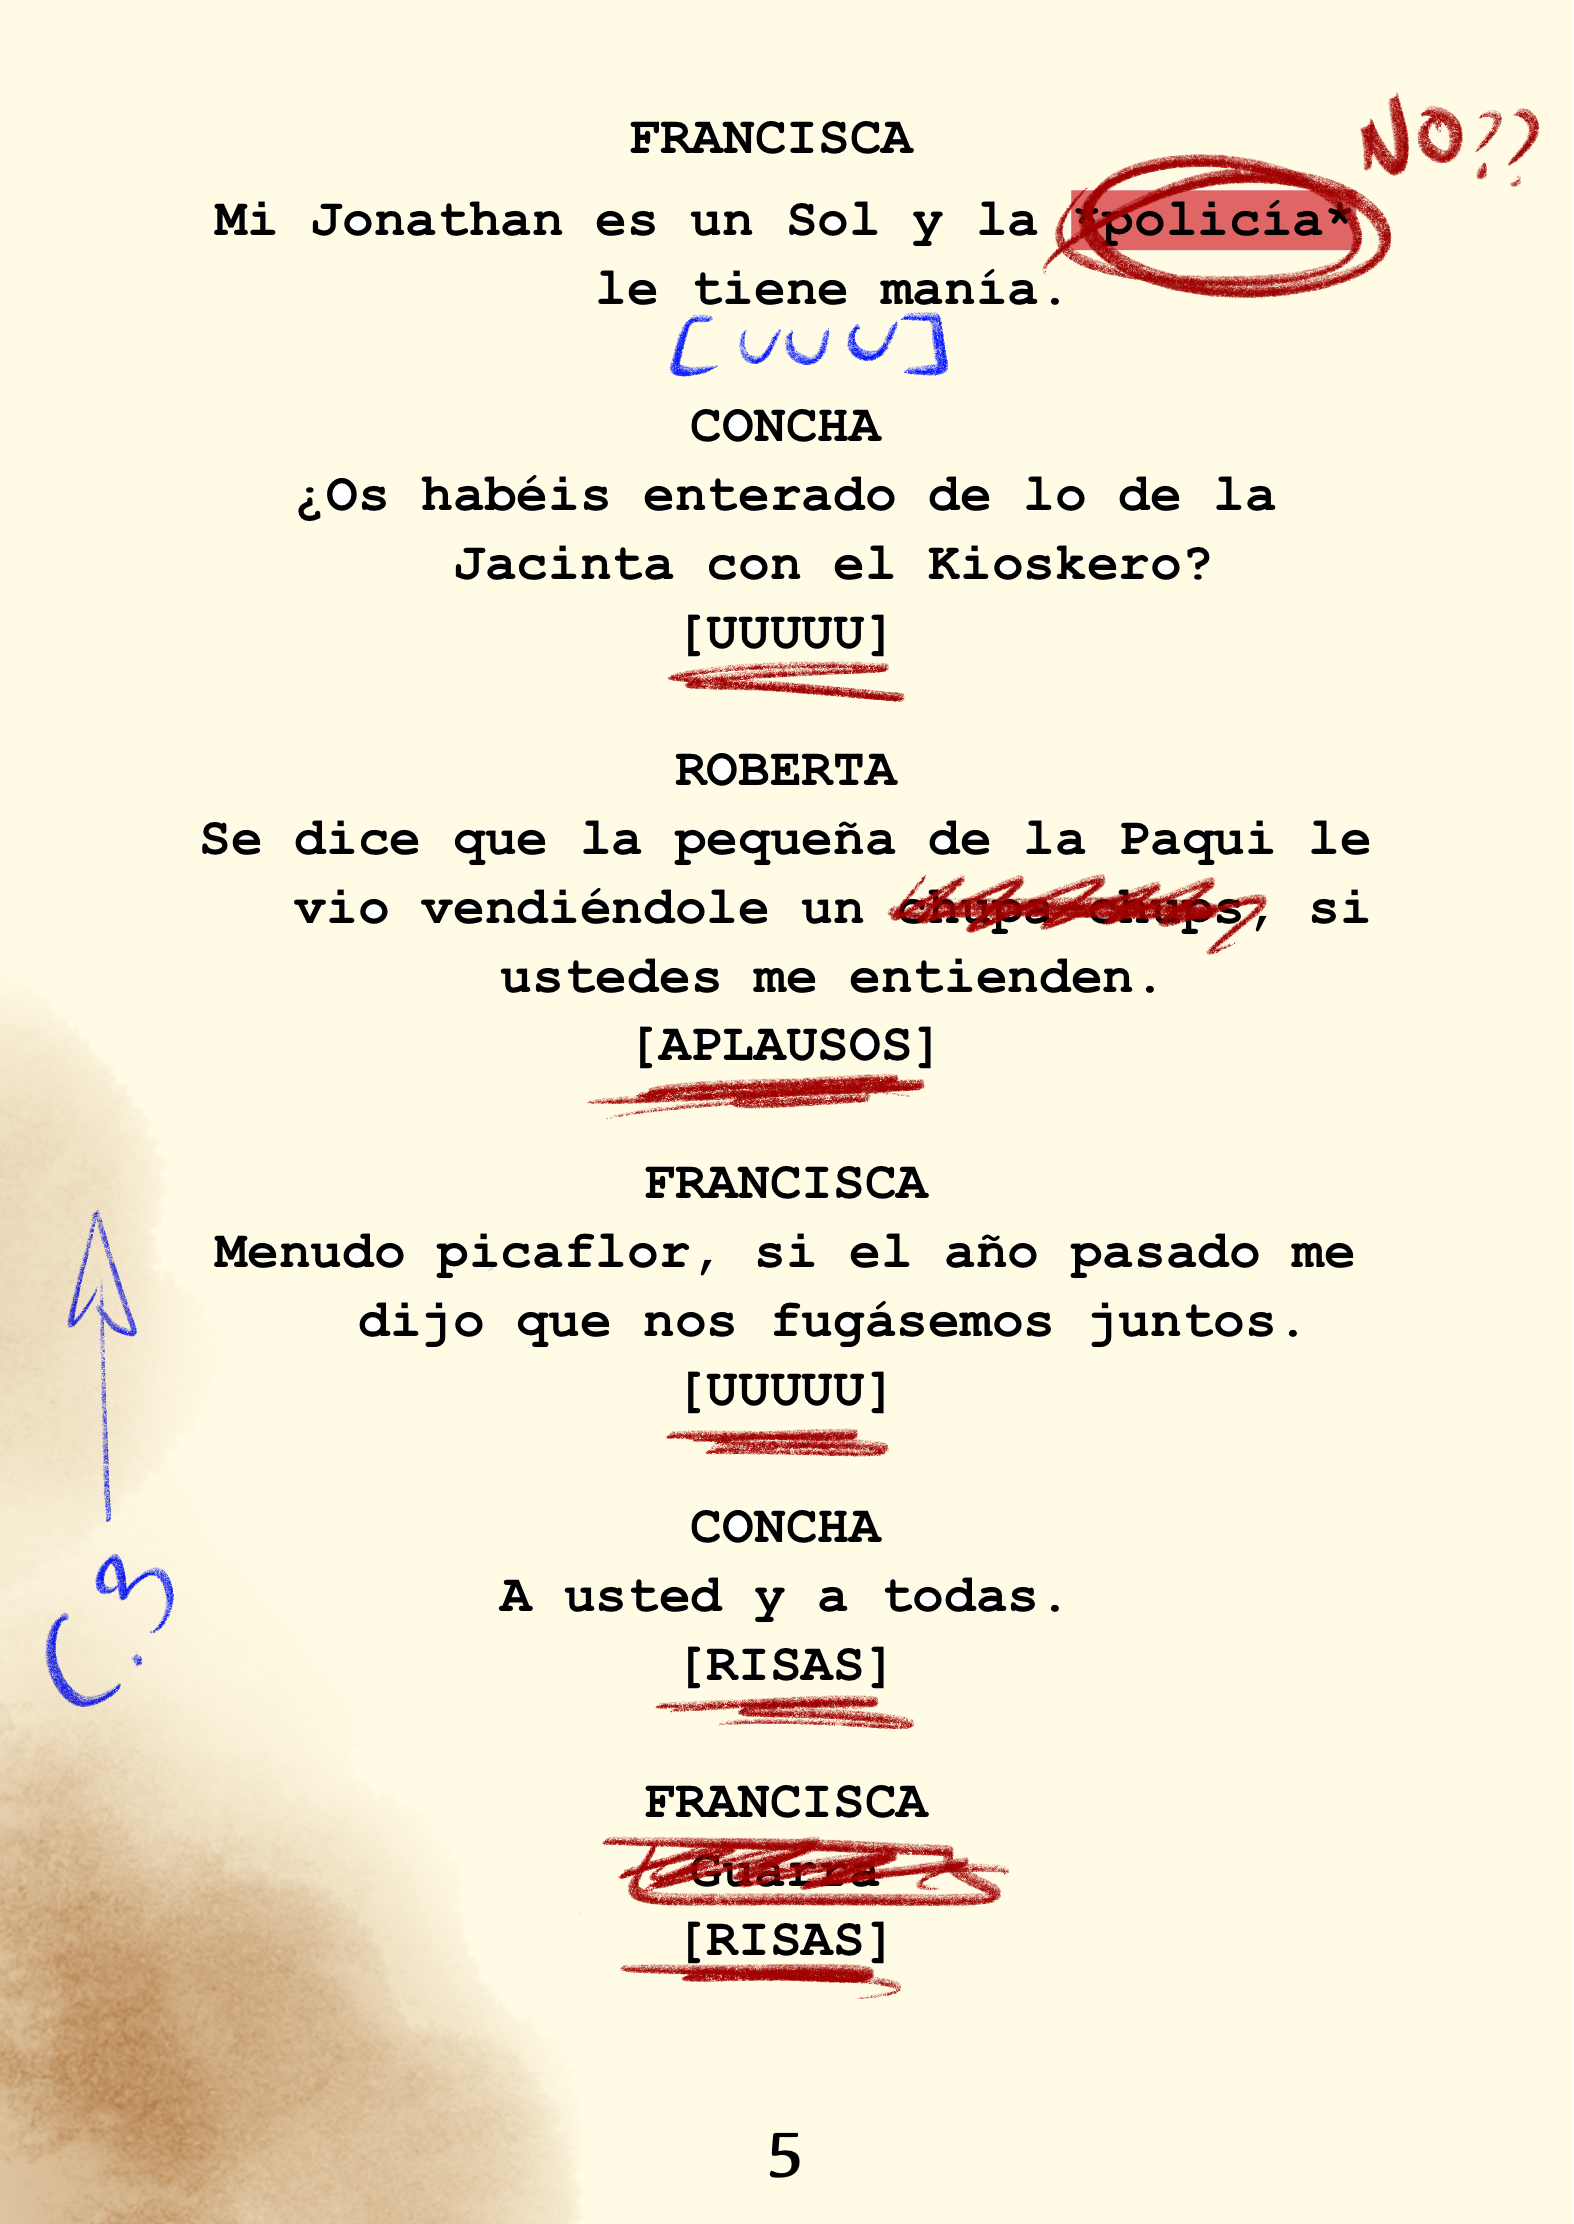 NO??
FRANCISCA
Mi Jonathan es un Sol y la *policía*
le tiene manía.
[UUU]
CONCHA
¿Os habéis enterado de lo de la
Jacinta con el Kioskero?
[UUUUU]
ROBERTA
Se dice que la pequeña de la Paqui le
vio vendiéndole un chupa chups, si
ustedes me entienden.
[APLAUSOS]
FRANCISCA
Menudo picaflor, si el año pasado me
dijo que nos fugásemos juntos.
[UUUUU]
CONCHA
A usted y a todas.
[RISAS]
FRANCISCA
Guarra
[RISAS]
5